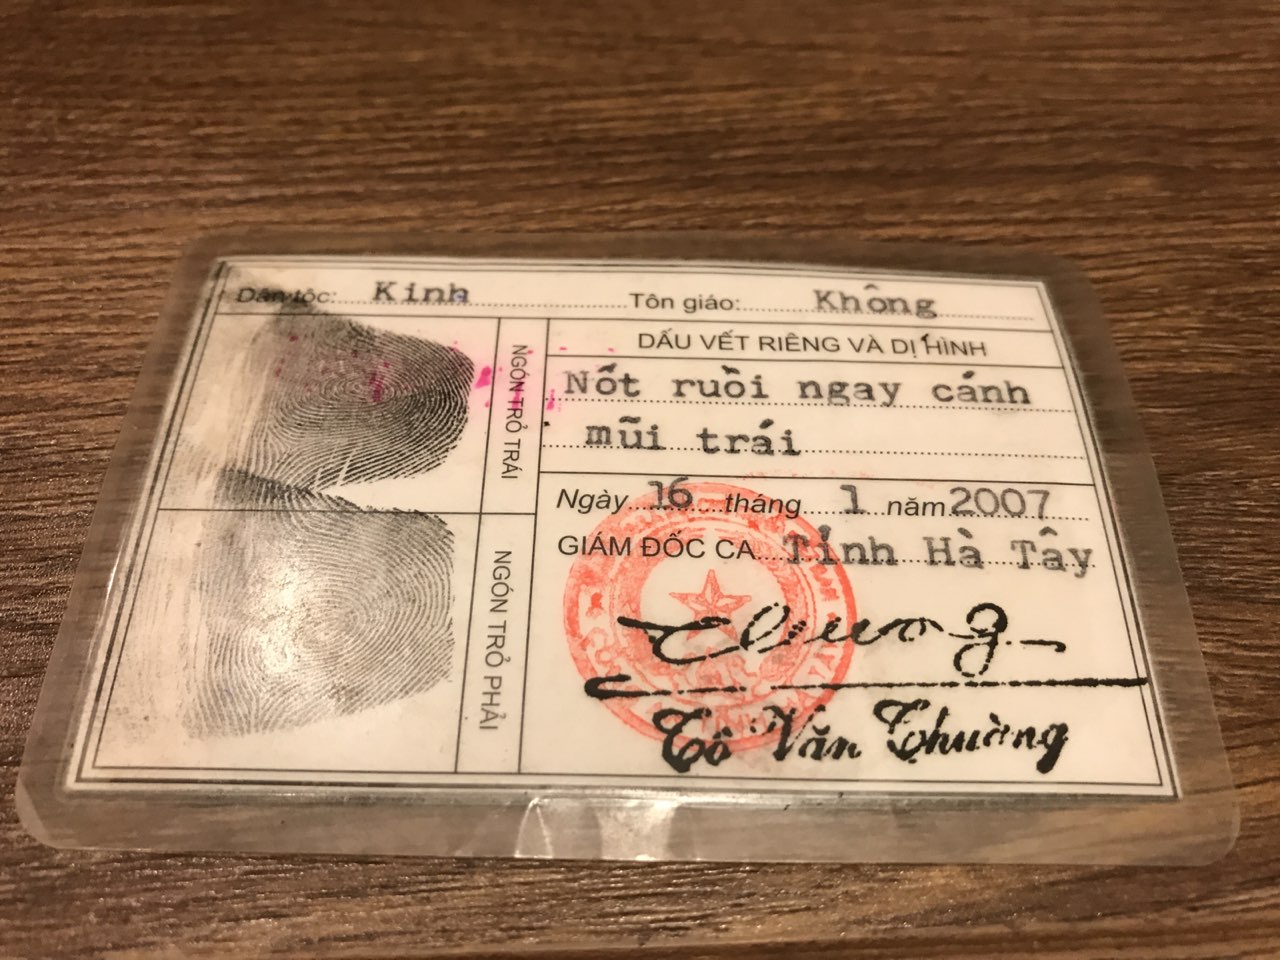 Dân tộc: Kinh Tôn giáo: Không
NGÓN TRỎ TRÁI
DẤU VẾT RIÊNG VÀ DỊ HÌNH
Nốt ruồi ngay cánh
mũi trái
NGÓN TRỎ PHẢI
Ngày 16 tháng 1 năm 2007
GIÁM ĐỐC CA Tỉnh Hà Tây
Tô Văn Thường